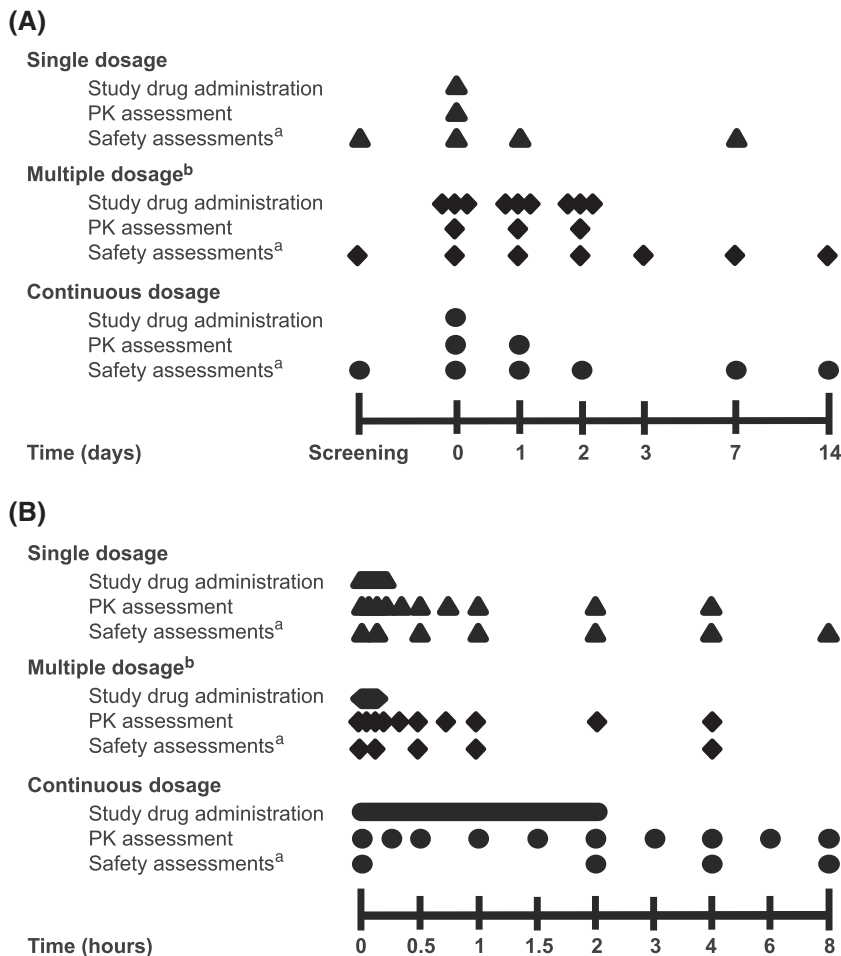 (A)
Single dosage
Study drug administration
PK assessment
Safety assessmentsa
Multiple dosageb
Study drug administration
PK assessment
Safety assessmentsa
Continuous dosage
Study drug administration
PK assessment
Safety assessmentsa
Time (days) Screening 0 1 2 3 7 14
(B)
Single dosage
Study drug administration
PK assessment
Safety assessmentsa
Multiple dosageb
Study drug administration
PK assessment
Safety assessmentsa
Continuous dosage
Study drug administration
PK assessment
Safety assessmentsa
Time (hours) 0 0.5 1 1.5 2 3 4 6 8